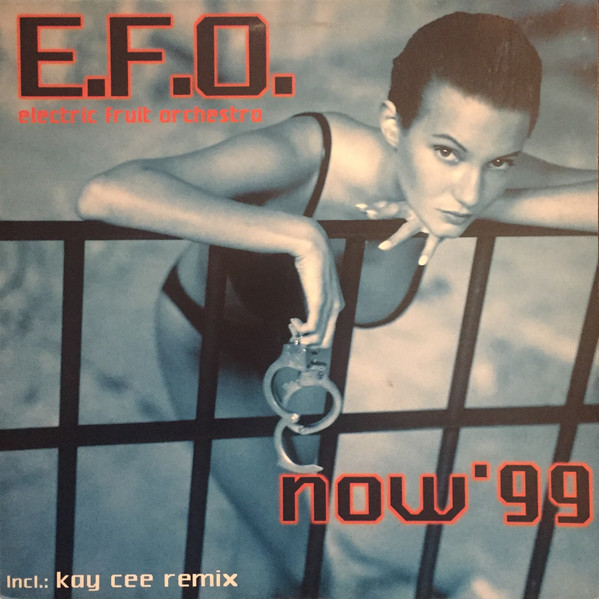 E.F.O.
electric fruit orchestra
now'99
Incl.: kay cee remix